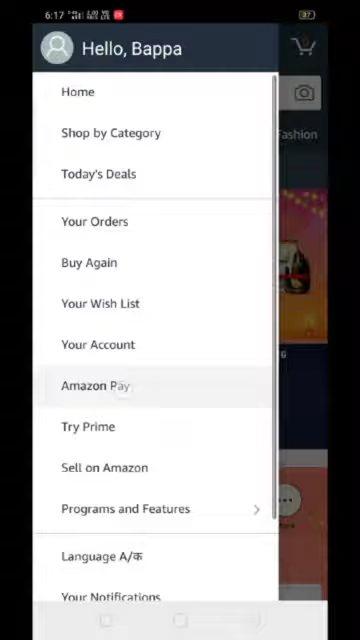 6:17
Hello, Bappa
Home
Shop by Category
Fashion
Today's Deals
Your Orders
Buy Again
Your Wish List
Your Account
Amazon Pay
Try Prime
Sell on Amazon
Programs and Features
Language A/क
Your Notifications